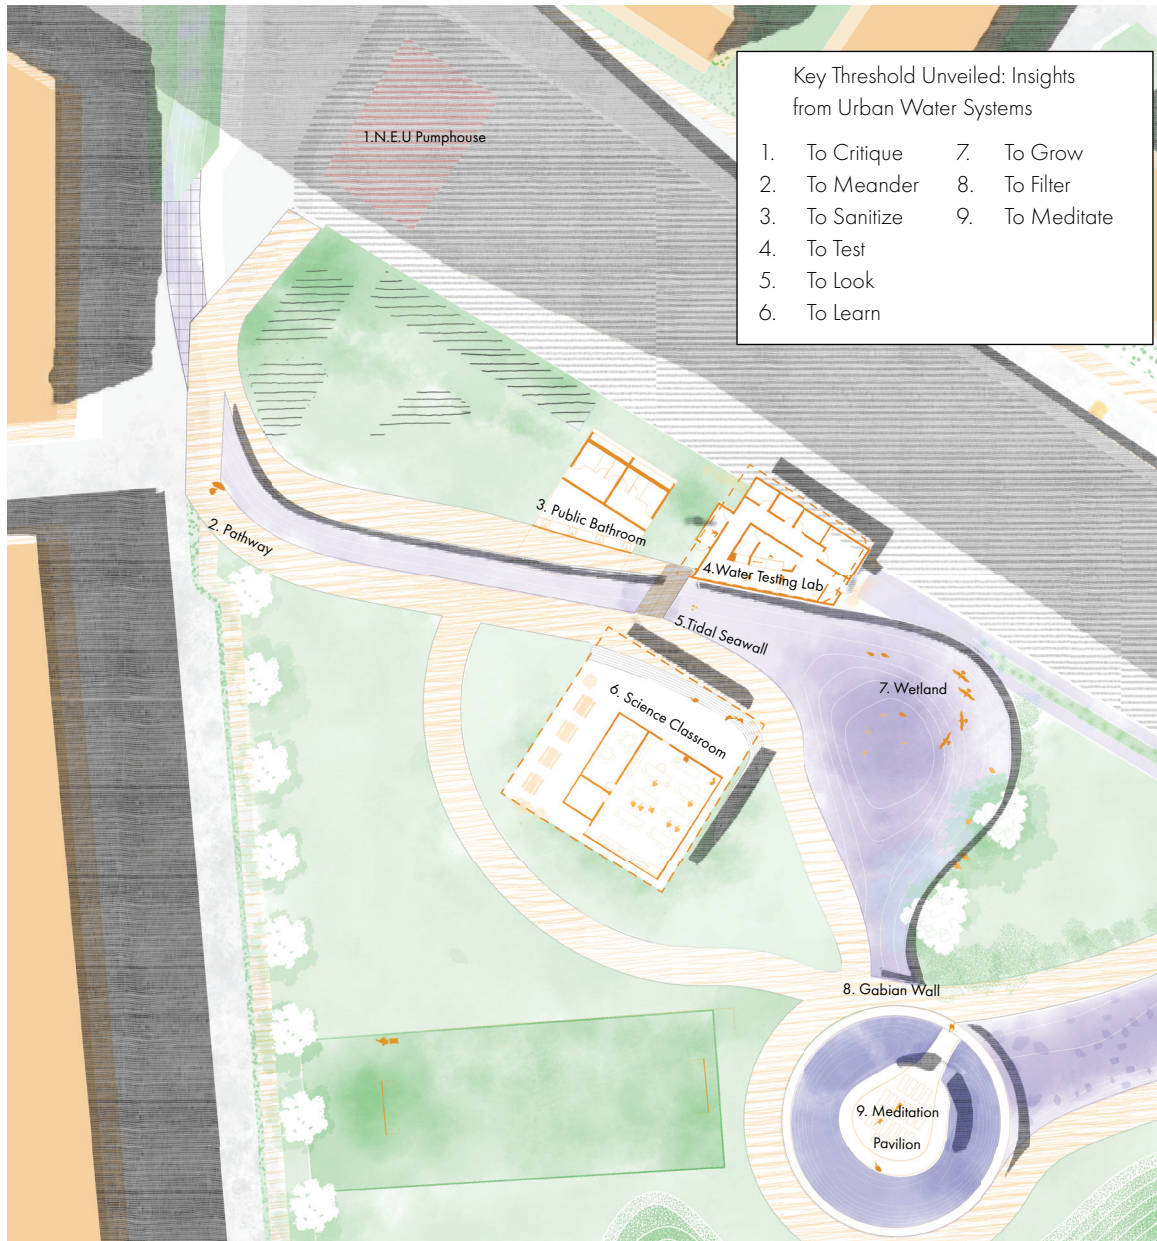 Key Threshold Unveiled: Insights
from Urban Water Systems
1. To Critique
2. To Meander
3. To Sanitize
4. To Test
5. To Look
6. To Learn
7. To Grow
8. To Filter
9. To Meditate
1.N.E.U Pumphouse
2. Pathway
3. Public Bathroom
4.Water Testing Lab
5.Tidal Seawall
6. Science Classroom
7. Wetland
8. Gabian Wall
9. Meditation
Pavilion